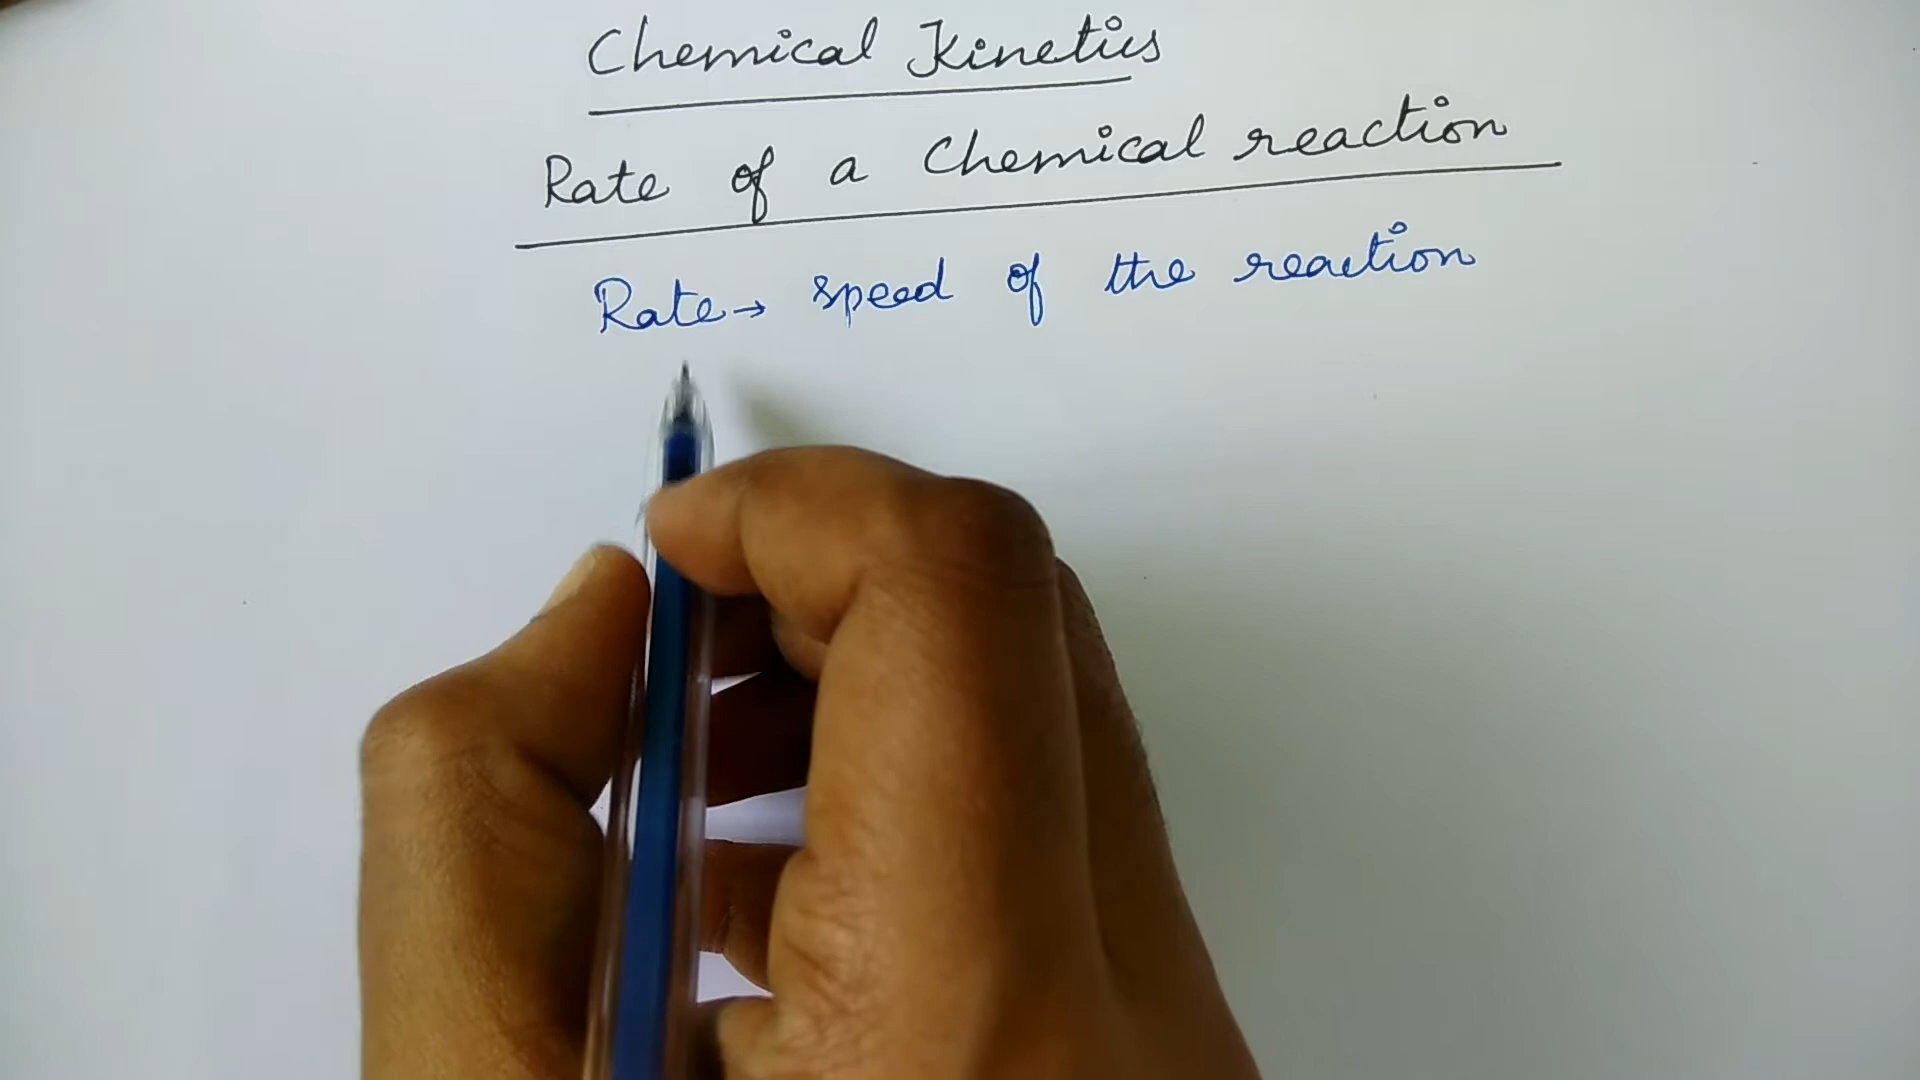 Chemical Kinetics
Rate of a Chemical reaction
Rate → speed of the reaction